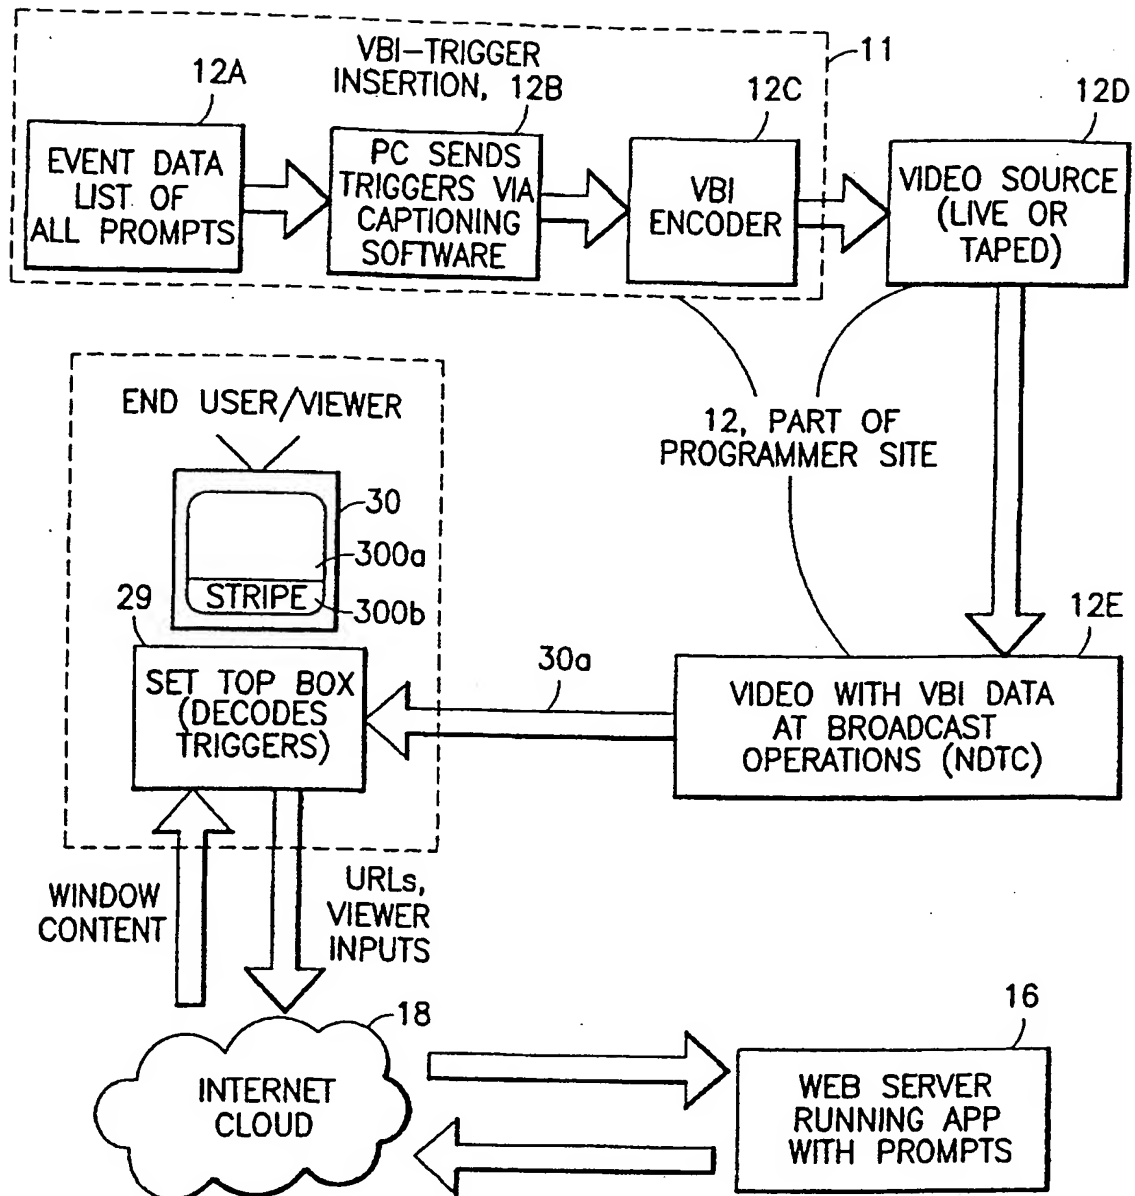 VBI-TRIGGER
INSERTION,
11
12A
12B
12C
12D
EVENT DATA
LIST OF
ALL PROMPTS
PC SENDS
TRIGGERS VIA
CAPTIONING
SOFTWARE
VBI
ENCODER
VIDEO SOURCE
(LIVE OR
TAPED)
END USER/VIEWER
12, PART OF
PROGRAMMER SITE
30
300a
STRIPE
300b
29
SET TOP BOX
(DECODES
TRIGGERS)
30a
12E
VIDEO WITH VBI DATA
AT BROADCAST
OPERATIONS (NDTC)
WINDOW
CONTENT
URLs,
VIEWER
INPUTS
18
INTERNET
CLOUD
16
WEB SERVER
RUNNING APP
WITH PROMPTS